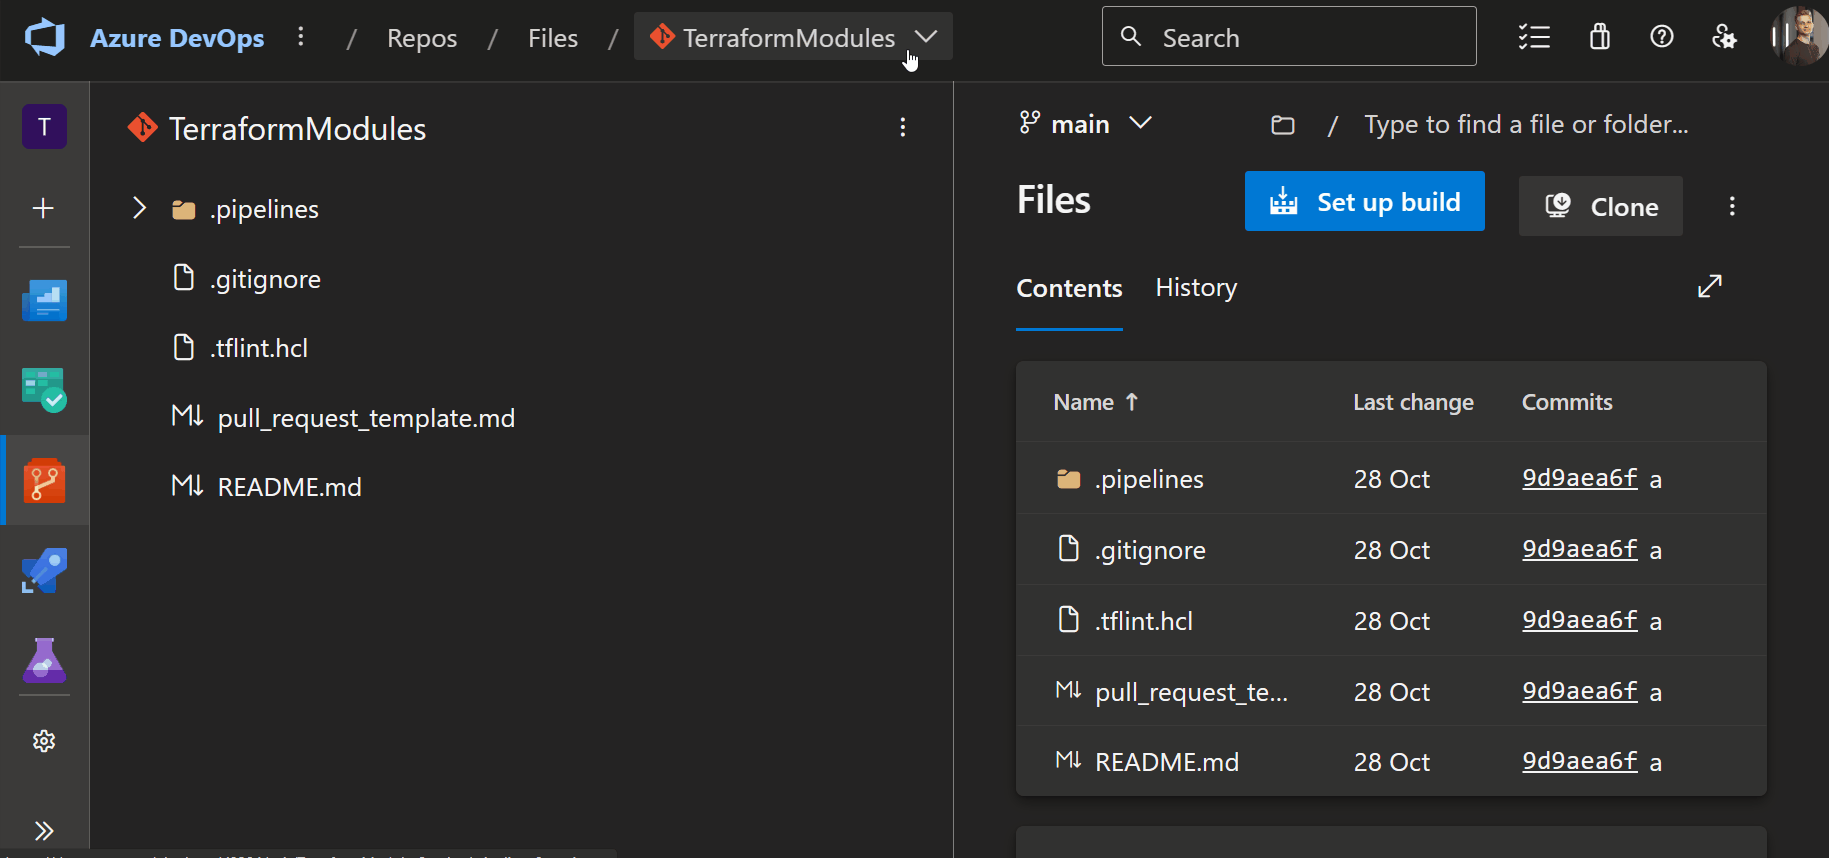 Azure DevOps / Repos / Files / TerraformModules
Search
T
TerraformModules
.pipelines
.gitignore
.tflint.hcl
pull_request_template.md
README.md
main
/ Type to find a file or folder...
Files
Set up build
Clone
Contents
History
Name ↑ Last change Commits
.pipelines 28 Oct 9d9aea6f a
.gitignore 28 Oct 9d9aea6f a
.tflint.hcl 28 Oct 9d9aea6f a
M↓ pull_request_te... 28 Oct 9d9aea6f a
M↓ README.md 28 Oct 9d9aea6f a